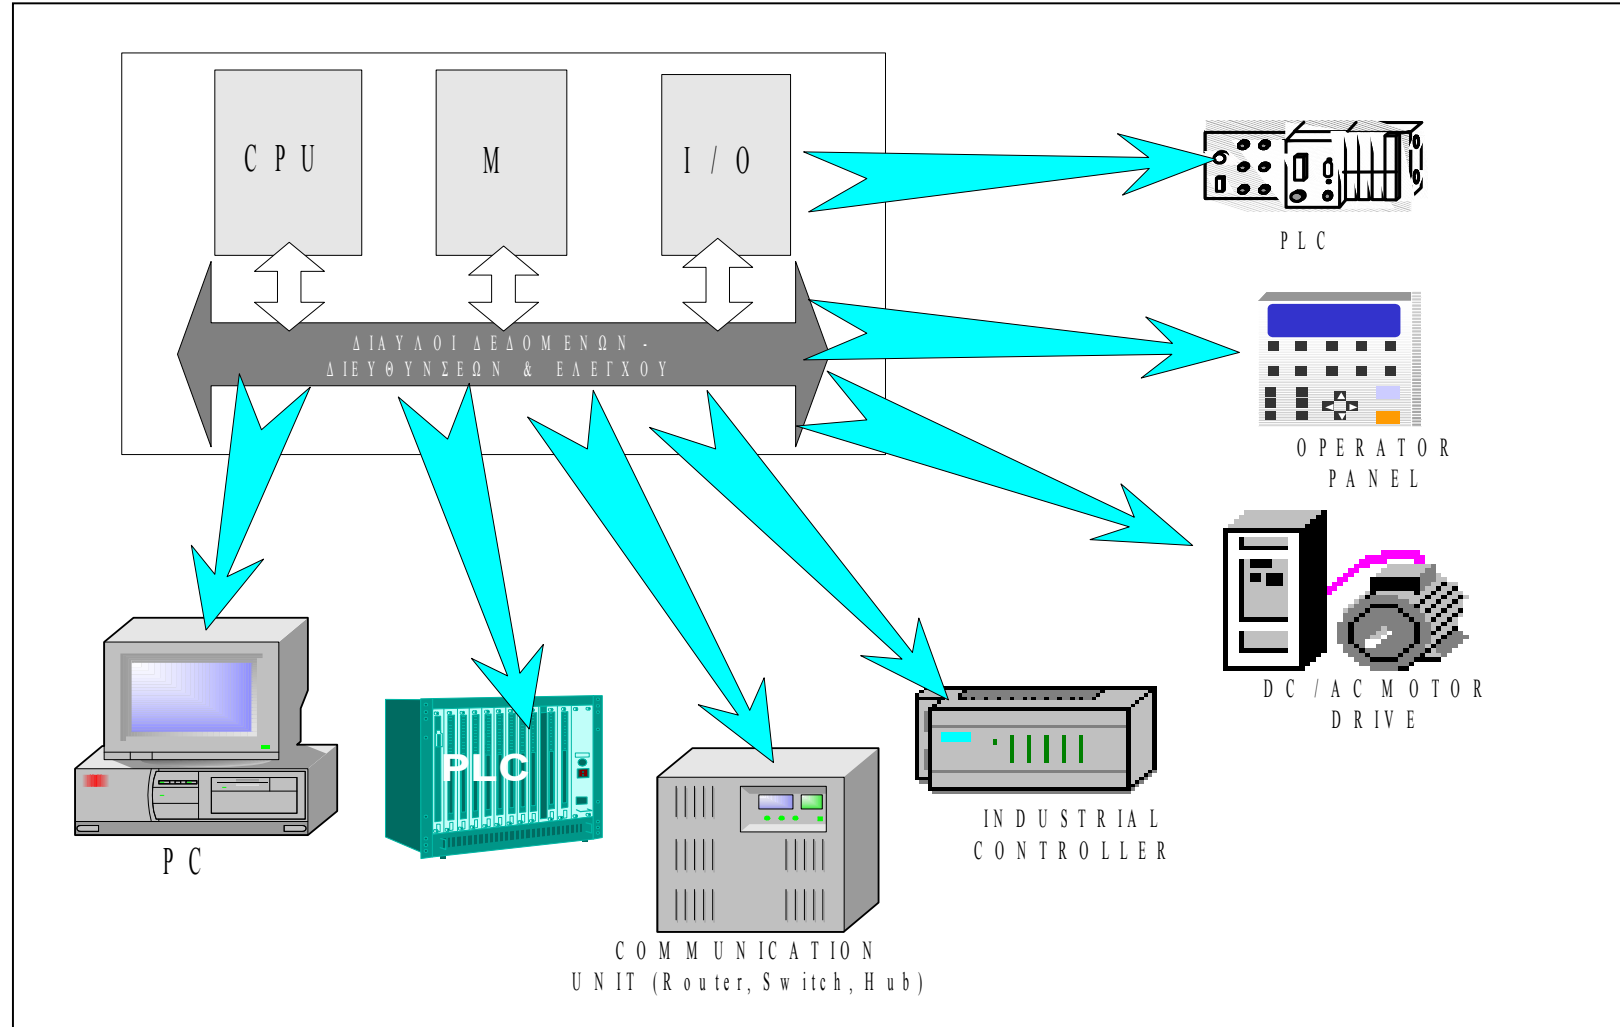 CPU
M
I/O
ΔΙΑΥΛΟΙ ΔΕΔΟΜΕΝΩΝ -
ΔΙΕΥΘΥΝΣΕΩΝ & ΕΛΕΓΧΟΥ
PLC
OPERATOR
PANEL
DC/AC MOTOR
DRIVE
INDUSTRIAL
CONTROLLER
COMMUNICATION
UNIT (Router, Switch, Hub)
PLC
PC